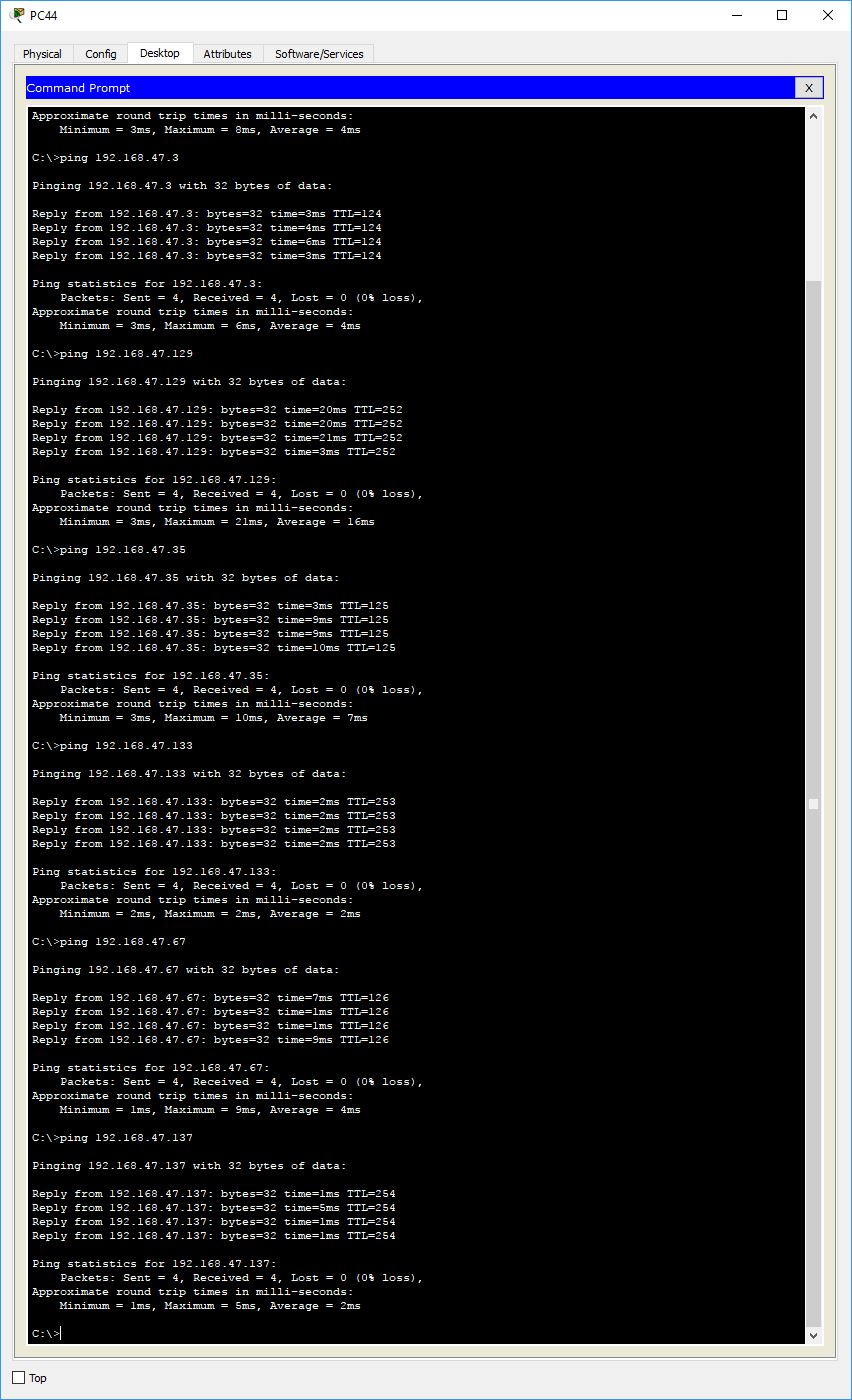 PC44
Physical Config Desktop Attributes Software/Services
Command Prompt X
Approximate round trip times in milli-seconds:
    Minimum = 3ms, Maximum = 8ms, Average = 4ms

C:\>ping 192.168.47.3

Pinging 192.168.47.3 with 32 bytes of data:

Reply from 192.168.47.3: bytes=32 time=3ms TTL=124
Reply from 192.168.47.3: bytes=32 time=4ms TTL=124
Reply from 192.168.47.3: bytes=32 time=6ms TTL=124
Reply from 192.168.47.3: bytes=32 time=3ms TTL=124

Ping statistics for 192.168.47.3:
    Packets: Sent = 4, Received = 4, Lost = 0 (0% loss),
Approximate round trip times in milli-seconds:
    Minimum = 3ms, Maximum = 6ms, Average = 4ms

C:\>ping 192.168.47.129

Pinging 192.168.47.129 with 32 bytes of data:

Reply from 192.168.47.129: bytes=32 time=20ms TTL=252
Reply from 192.168.47.129: bytes=32 time=20ms TTL=252
Reply from 192.168.47.129: bytes=32 time=21ms TTL=252
Reply from 192.168.47.129: bytes=32 time=3ms TTL=252

Ping statistics for 192.168.47.129:
    Packets: Sent = 4, Received = 4, Lost = 0 (0% loss),
Approximate round trip times in milli-seconds:
    Minimum = 3ms, Maximum = 21ms, Average = 16ms

C:\>ping 192.168.47.35

Pinging 192.168.47.35 with 32 bytes of data:

Reply from 192.168.47.35: bytes=32 time=3ms TTL=125
Reply from 192.168.47.35: bytes=32 time=9ms TTL=125
Reply from 192.168.47.35: bytes=32 time=9ms TTL=125
Reply from 192.168.47.35: bytes=32 time=10ms TTL=125

Ping statistics for 192.168.47.35:
    Packets: Sent = 4, Received = 4, Lost = 0 (0% loss),
Approximate round trip times in milli-seconds:
    Minimum = 3ms, Maximum = 10ms, Average = 7ms

C:\>ping 192.168.47.133

Pinging 192.168.47.133 with 32 bytes of data:

Reply from 192.168.47.133: bytes=32 time=2ms TTL=253
Reply from 192.168.47.133: bytes=32 time=2ms TTL=253
Reply from 192.168.47.133: bytes=32 time=2ms TTL=253
Reply from 192.168.47.133: bytes=32 time=2ms TTL=253

Ping statistics for 192.168.47.133:
    Packets: Sent = 4, Received = 4, Lost = 0 (0% loss),
Approximate round trip times in milli-seconds:
    Minimum = 2ms, Maximum = 2ms, Average = 2ms

C:\>ping 192.168.47.67

Pinging 192.168.47.67 with 32 bytes of data:

Reply from 192.168.47.67: bytes=32 time=7ms TTL=126
Reply from 192.168.47.67: bytes=32 time=1ms TTL=126
Reply from 192.168.47.67: bytes=32 time=1ms TTL=126
Reply from 192.168.47.67: bytes=32 time=9ms TTL=126

Ping statistics for 192.168.47.67:
    Packets: Sent = 4, Received = 4, Lost = 0 (0% loss),
Approximate round trip times in milli-seconds:
    Minimum = 1ms, Maximum = 9ms, Average = 4ms

C:\>ping 192.168.47.137

Pinging 192.168.47.137 with 32 bytes of data:

Reply from 192.168.47.137: bytes=32 time=1ms TTL=254
Reply from 192.168.47.137: bytes=32 time=5ms TTL=254
Reply from 192.168.47.137: bytes=32 time=1ms TTL=254
Reply from 192.168.47.137: bytes=32 time=1ms TTL=254

Ping statistics for 192.168.47.137:
    Packets: Sent = 4, Received = 4, Lost = 0 (0% loss),
Approximate round trip times in milli-seconds:
    Minimum = 1ms, Maximum = 5ms, Average = 2ms

C:\>
Top